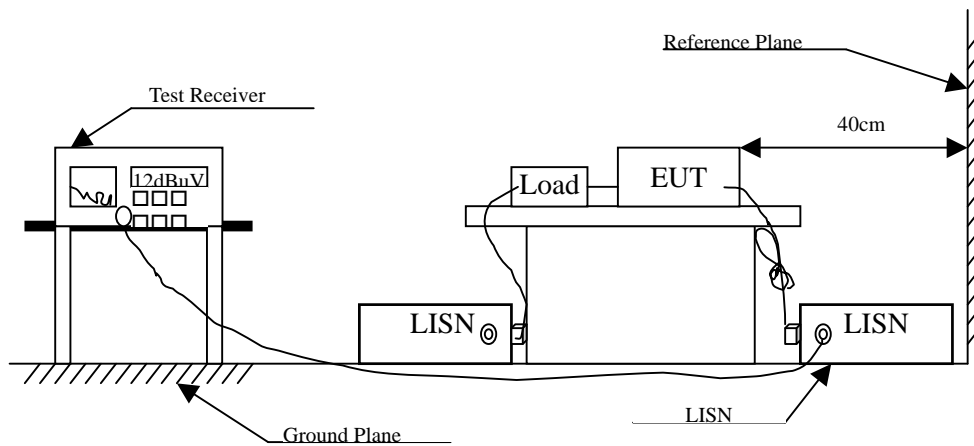 Reference Plane
Test Receiver
40cm
12dBuV
Load
EUT
LISN
LISN
LISN
Ground Plane